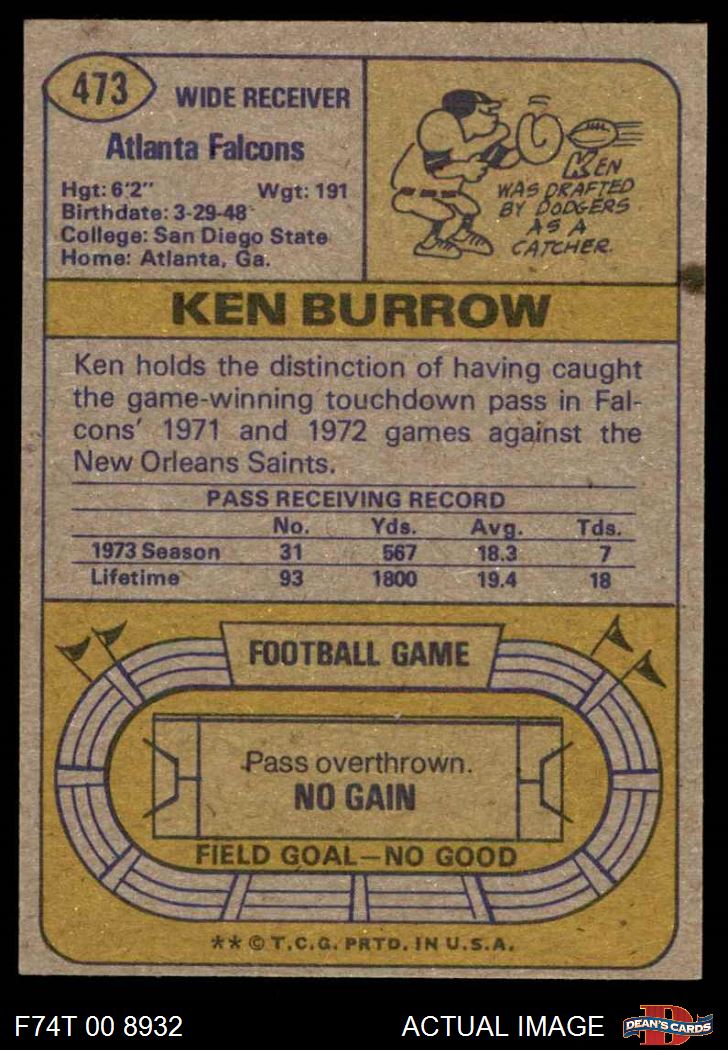 473
WIDE RECEIVER
Atlanta Falcons
Hgt: 6'2" Wgt: 191
Birthdate: 3-29-48
College: San Diego State
Home: Atlanta, Ga.
KEN
WAS DRAFTED
BY DODGERS
AS A
CATCHER.
KEN BURROW
Ken holds the distinction of having caught
the game-winning touchdown pass in Fal-
cons' 1971 and 1972 games against the
New Orleans Saints.
PASS RECEIVING RECORD
No. Yds. Avg. Tds.
1973 Season 31 567 18.3 7
Lifetime 93 1800 19.4 18
FOOTBALL GAME
Pass overthrown.
NO GAIN
FIELD GOAL—NO GOOD
** © T.C.G. PRTD. IN U.S.A.
F74T 00 8932 ACTUAL IMAGE
D
DEAN'S CARDS